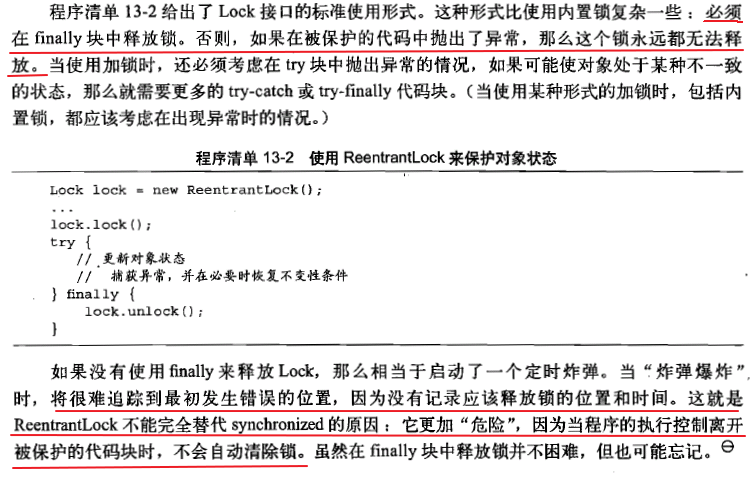 程序清单 13-2 给出了 Lock 接口的标准使用形式。这种形式比使用内置锁复杂一些：必须
在 finally 块中释放锁。否则，如果在被保护的代码中抛出了异常，那么这个锁永远都无法释
放。当使用加锁时，还必须考虑在 try 块中抛出异常的情况，如果可能使对象处于某种不一致
的状态，那么就需要更多的 try-catch 或 try-finally 代码块。（当使用某种形式的加锁时，包括内
置锁，都应该考虑在出现异常时的情况。）
程序清单 13-2 使用 ReentrantLock 来保护对象状态
Lock lock = new ReentrantLock();
...
lock.lock();
try {
// 更新对象状态
// 捕获异常，并在必要时恢复不变性条件
} finally {
lock.unlock();
}
如果没有使用 finally 来释放 Lock，那么相当于启动了一个定时炸弹。当“炸弹爆炸”
时，将很难追踪到最初发生错误的位置，因为没有记录应该释放锁的位置和时间。这就是
ReentrantLock 不能完全替代 synchronized 的原因：它更加“危险”，因为当程序的执行控制离开
被保护的代码块时，不会自动清除锁。虽然在 finally 块中释放锁并不困难，但也可能忘记。㊀